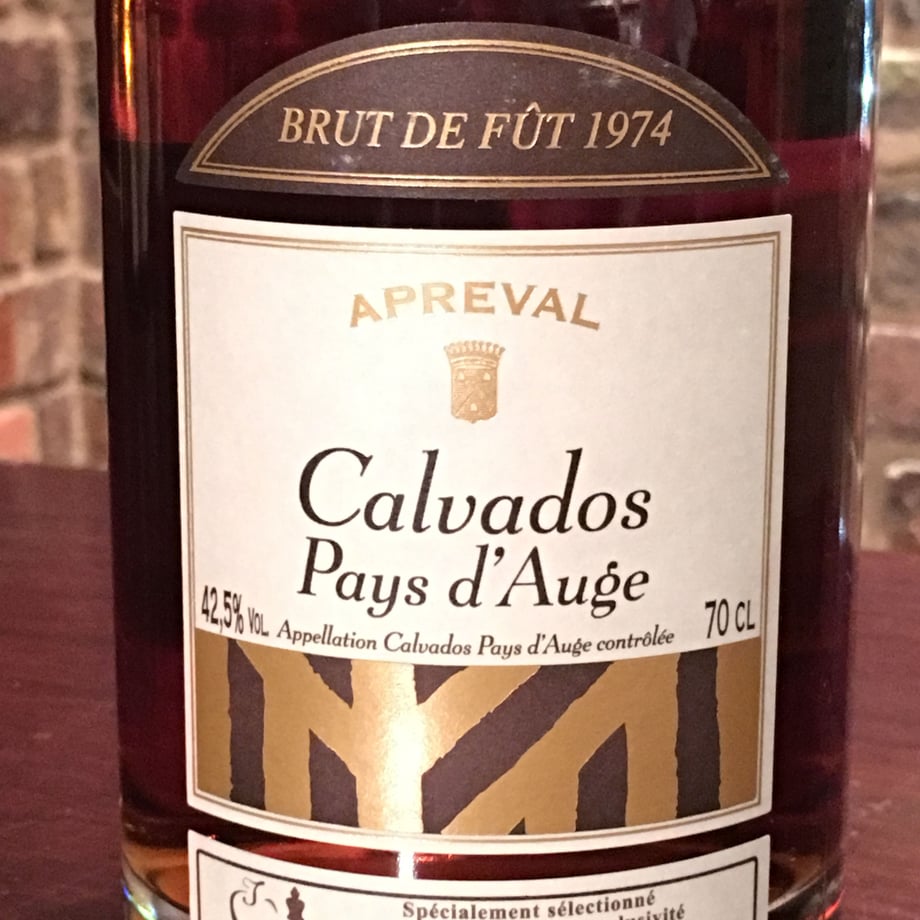 BRUT DE FÛT 1974
APREVAL
Calvados
Pays d'Auge
42,5% VOL. 70 CL
Appellation Calvados Pays d'Auge contrôlée
Spécialement sélectionné